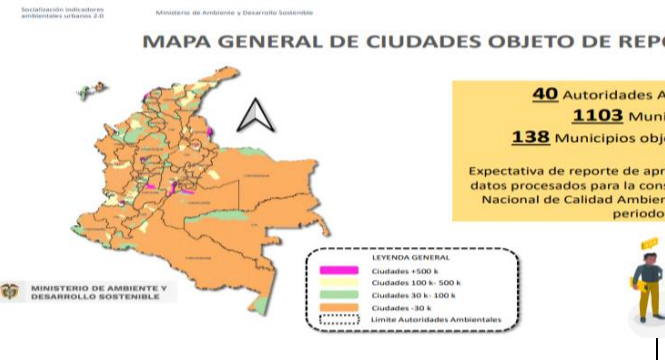 Socialización indicadores
ambientales urbanos 2.0
Ministerio de Ambiente y Desarrollo Sostenible
MAPA GENERAL DE CIUDADES OBJETO DE REPO
40 Autoridades A
1103 Muni
138 Municipios obj
Expectativa de reporte de apr
datos procesados para la con
Nacional de Calidad Ambien
periodo
LEYENDA GENERAL
Ciudades +500 k
Ciudades 100 k- 500 k
Ciudades 30 k- 100 k
Ciudades -30 k
Limite Autoridades Ambientales
MINISTERIO DE AMBIENTE Y
DESARROLLO SOSTENIBLE